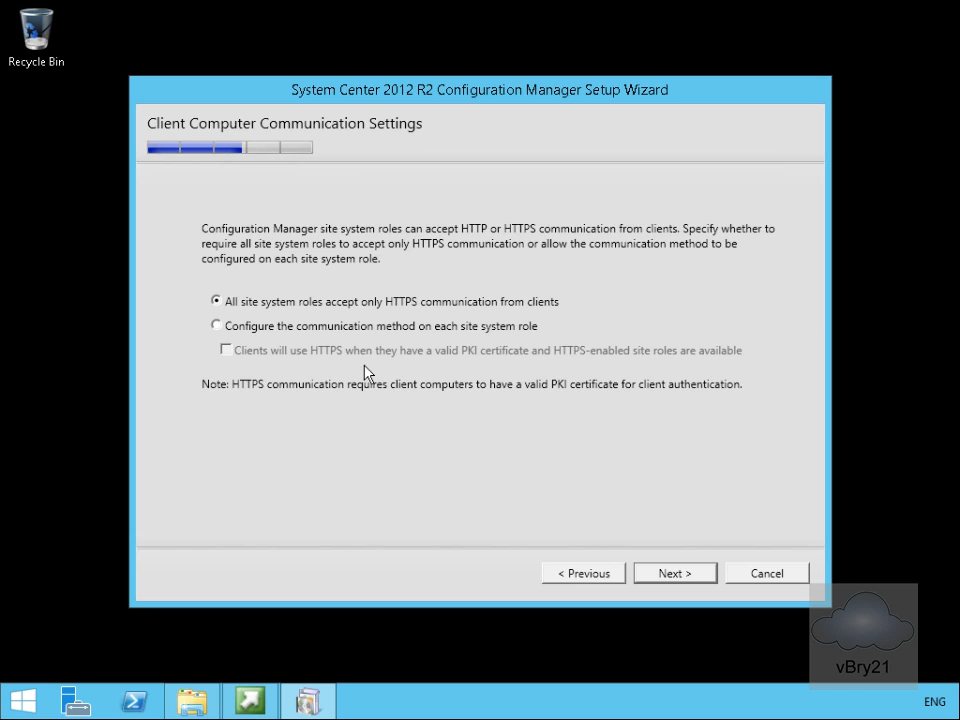 Recycle Bin
System Center 2012 R2 Configuration Manager Setup Wizard
Client Computer Communication Settings
Configuration Manager site system roles can accept HTTP or HTTPS communication from clients. Specify whether to
require all site system roles to accept only HTTPS communication or allow the communication method to be
configured on each site system role.
All site system roles accept only HTTPS communication from clients
Configure the communication method on each site system role
Clients will use HTTPS when they have a valid PKI certificate and HTTPS-enabled site roles are available
Note: HTTPS communication requires client computers to have a valid PKI certificate for client authentication.
< Previous
Next >
Cancel
vBry21
ENG